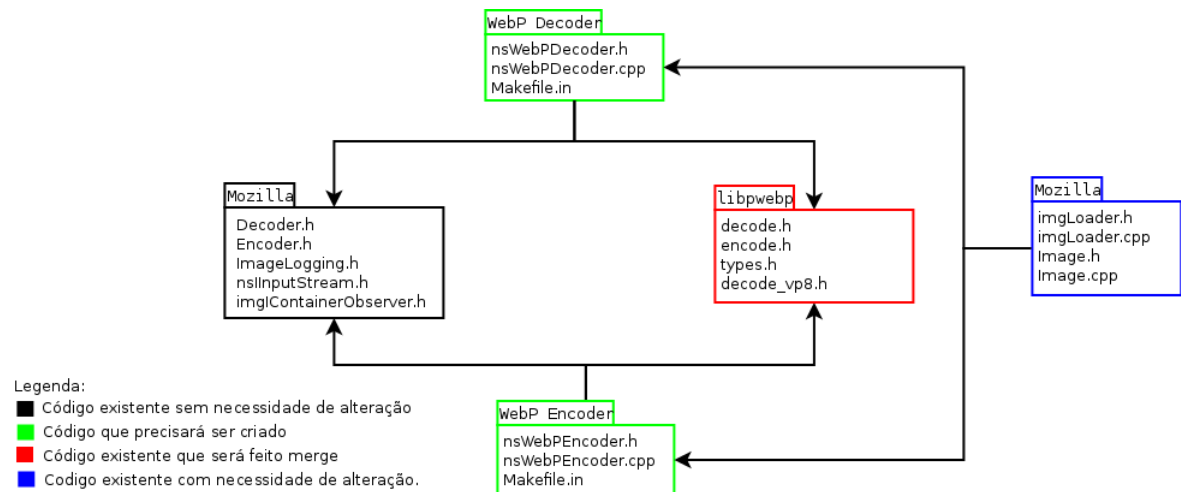 WebP Decoder
nsWebPDecoder.h
nsWebPDecoder.cpp
Makefile.in
Mozilla
Decoder.h
Encoder.h
ImageLogging.h
nsIInputStream.h
imgIContainerObserver.h
libpwebp
decode.h
encode.h
types.h
decode_vp8.h
Mozilla
imgLoader.h
imgLoader.cpp
Image.h
Image.cpp
WebP Encoder
nsWebPEncoder.h
nsWebPEncoder.cpp
Makefile.in
Legenda:
Código existente sem necessidade de alteração
Código que precisará ser criado
Código existente que será feito merge
Codigo existente com necessidade de alteração.